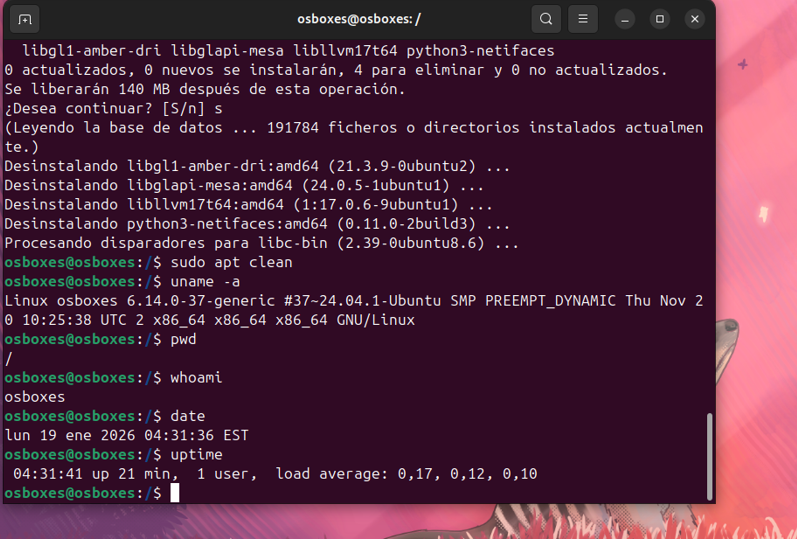 osboxes@osboxes: /
libgl1-amber-dri libglapi-mesa libllvm17t64 python3-netifaces
0 actualizados, 0 nuevos se instalarán, 4 para eliminar y 0 no actualizados.
Se liberarán 140 MB después de esta operación.
¿Desea continuar? [S/n] s
(Leyendo la base de datos ... 191784 ficheros o directorios instalados actualmen
te.)
Desinstalando libgl1-amber-dri:amd64 (21.3.9-0ubuntu2) ...
Desinstalando libglapi-mesa:amd64 (24.0.5-1ubuntu1) ...
Desinstalando libllvm17t64:amd64 (1:17.0.6-9ubuntu1) ...
Desinstalando python3-netifaces:amd64 (0.11.0-2build3) ...
Procesando disparadores para libc-bin (2.39-0ubuntu8.6) ...
osboxes@osboxes:/$ sudo apt clean
osboxes@osboxes:/$ uname -a
Linux osboxes 6.14.0-37-generic #37~24.04.1-Ubuntu SMP PREEMPT_DYNAMIC Thu Nov 2
0 10:25:38 UTC 2 x86_64 x86_64 x86_64 GNU/Linux
osboxes@osboxes:/$ pwd
/
osboxes@osboxes:/$ whoami
osboxes
osboxes@osboxes:/$ date
lun 19 ene 2026 04:31:36 EST
osboxes@osboxes:/$ uptime
 04:31:41 up 21 min,  1 user,  load average: 0,17, 0,12, 0,10
osboxes@osboxes:/$